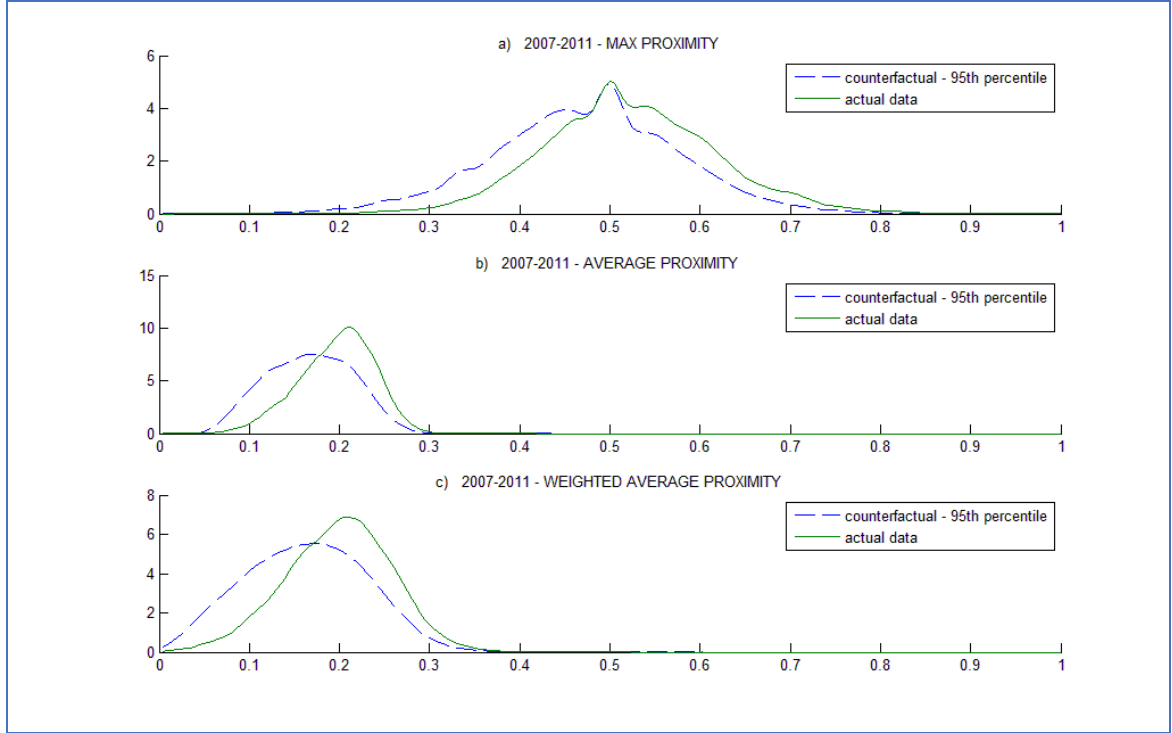 a) 2007-2011 - MAX PROXIMITY
6
4
2
0
counterfactual - 95th percentile
actual data
0 0.1 0.2 0.3 0.4 0.5 0.6 0.7 0.8 0.9 1
b) 2007-2011 - AVERAGE PROXIMITY
15
10
5
0
counterfactual - 95th percentile
actual data
0 0.1 0.2 0.3 0.4 0.5 0.6 0.7 0.8 0.9 1
c) 2007-2011 - WEIGHTED AVERAGE PROXIMITY
8
6
4
2
0
counterfactual - 95th percentile
actual data
0 0.1 0.2 0.3 0.4 0.5 0.6 0.7 0.8 0.9 1